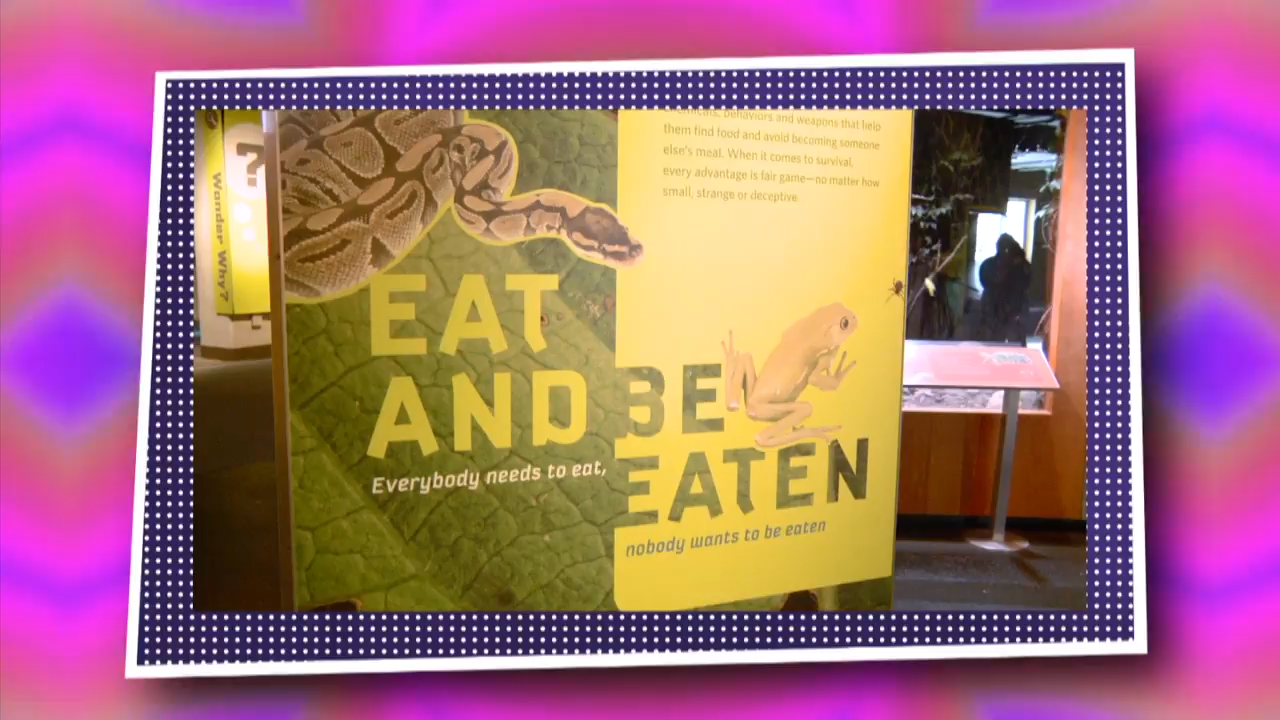 Wander Why?
?
chemicals, behaviors and weapons that help
them find food and avoid becoming someone
else's meal. When it comes to survival,
every advantage is fair game—no matter how
small, strange or deceptive.
EAT
AND
Everybody needs to eat,
BE
EATEN
nobody wants to be eaten